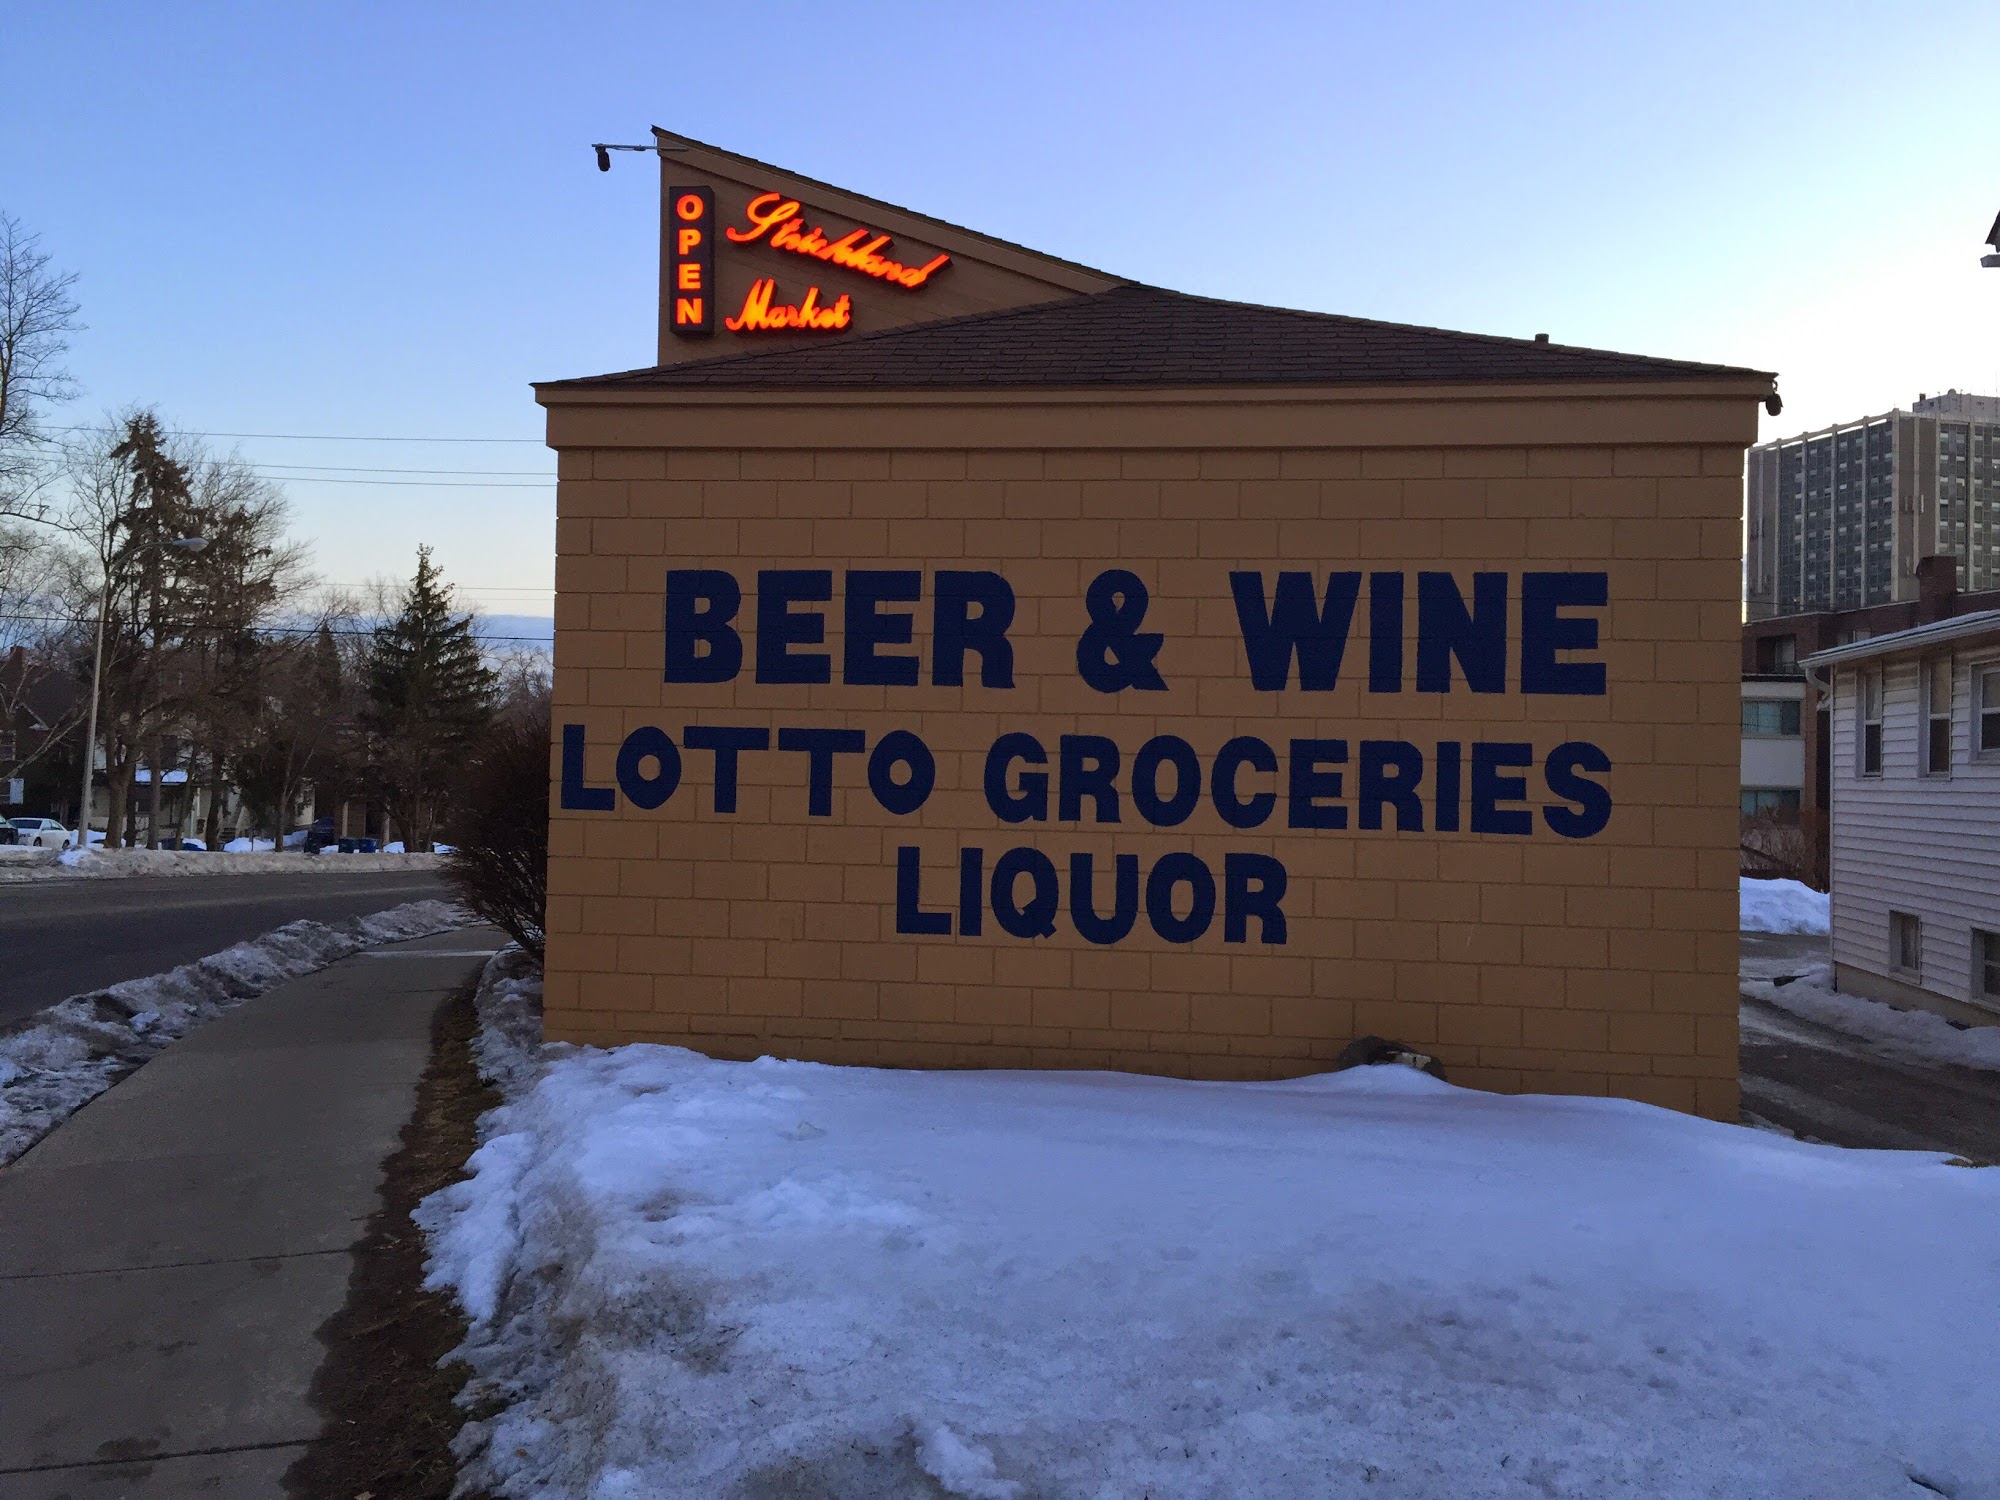 OPEN
Strickland
Market
BEER & WINE
LOTTO GROCERIES
LIQUOR